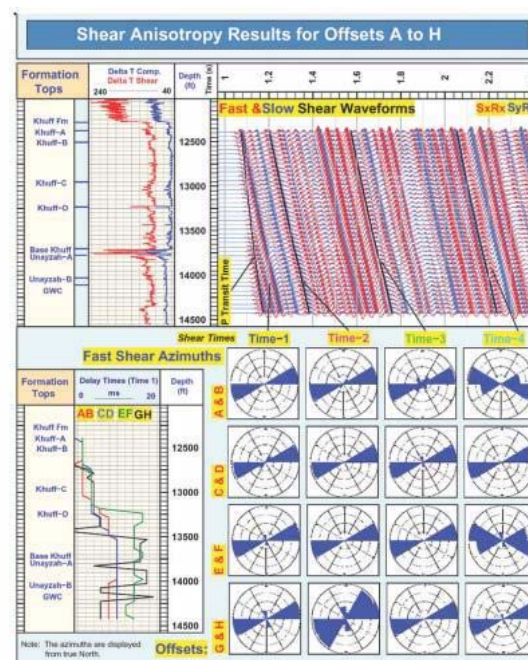 Shear Anisotropy Results for Offsets A to H
Formation Tops
Delta T Comp.
Delta T Shear
240 40
Depth (ft)
Time (s)
1 1.2 1.4 1.6 1.8 2 2.2
Fast & Slow Shear Waveforms
SxRx SyR
Khuff Fm
Khuff-A
Khuff-B
Khuff-C
Khuff-D
Base Khuff
Unayzah-A
Unayzah-B
GWC
12500
13000
13500
14000
14500
P Transit Time
Shear Times Time-1 Time-2 Time-3 Time-4
Fast Shear Azimuths
Formation Tops
Delay Times (Time 1)
0 ms 20
AB CD EF GH
Depth (ft)
Khuff Fm
Khuff-A
Khuff-B
Khuff-C
Khuff-D
Base Khuff
Unayzah-A
Unayzah-B
GWC
12500
13000
13500
14000
14500
A & B
C & D
E & F
G & H
Note: The azimuths are displayed
from true North.
Offsets: